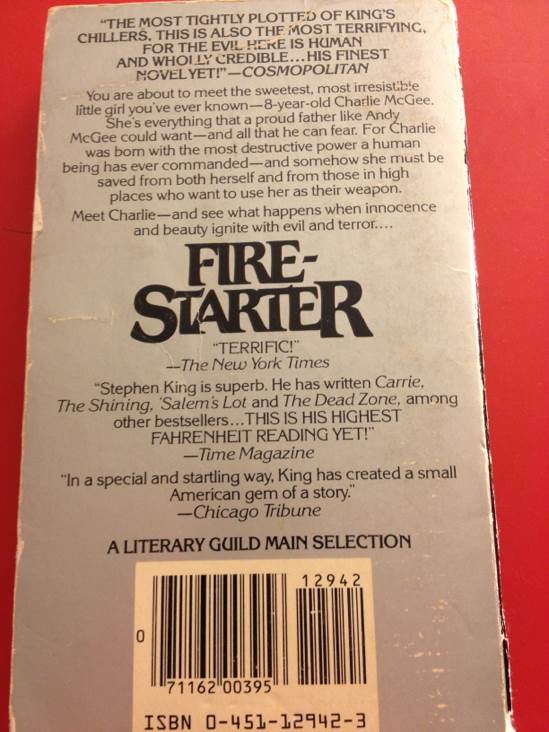 "THE MOST TIGHTLY PLOTTED OF KING'S
CHILLERS, THIS IS ALSO THE MOST TERRIFYING,
FOR THE EVIL HERE IS HUMAN
AND WHOLLY CREDIBLE...HIS FINEST
NOVEL YET!"—COSMOPOLITAN
You are about to meet the sweetest, most irresistible
little girl you've ever known—8-year-old Charlie McGee.
She's everything that a proud father like Andy
McGee could want—and all that he can fear. For Charlie
was born with the most destructive power a human
being has ever commanded—and somehow she must be
saved from both herself and from those in high
places who want to use her as their weapon.
Meet Charlie—and see what happens when innocence
and beauty ignite with evil and terror....
FIRE-
STARTER
"TERRIFIC!"
—The New York Times
"Stephen King is superb. He has written Carrie,
The Shining, 'Salem's Lot and The Dead Zone, among
other bestsellers...THIS IS HIS HIGHEST
FAHRENHEIT READING YET!"
—Time Magazine
"In a special and startling way, King has created a small
American gem of a story."
—Chicago Tribune
A LITERARY GUILD MAIN SELECTION
12942
0
71162 00395
ISBN 0-451-12942-3